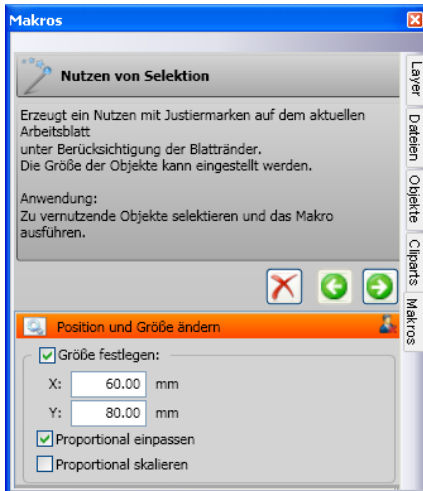 Makros
Nutzen von Selektion
Erzeugt ein Nutzen mit Justiermarken auf dem aktuellen
Arbeitsblatt
unter Berücksichtigung der Blattränder.
Die Größe der Objekte kann eingestellt werden.
Anwendung:
Zu vernutzende Objekte selektieren und das Makro
ausführen.
Position und Größe ändern
Größe festlegen:
X: 60.00 mm
Y: 80.00 mm
Proportional einpassen
Proportional skalieren
Layer
Dateien
Objekte
Cliparts
Makros